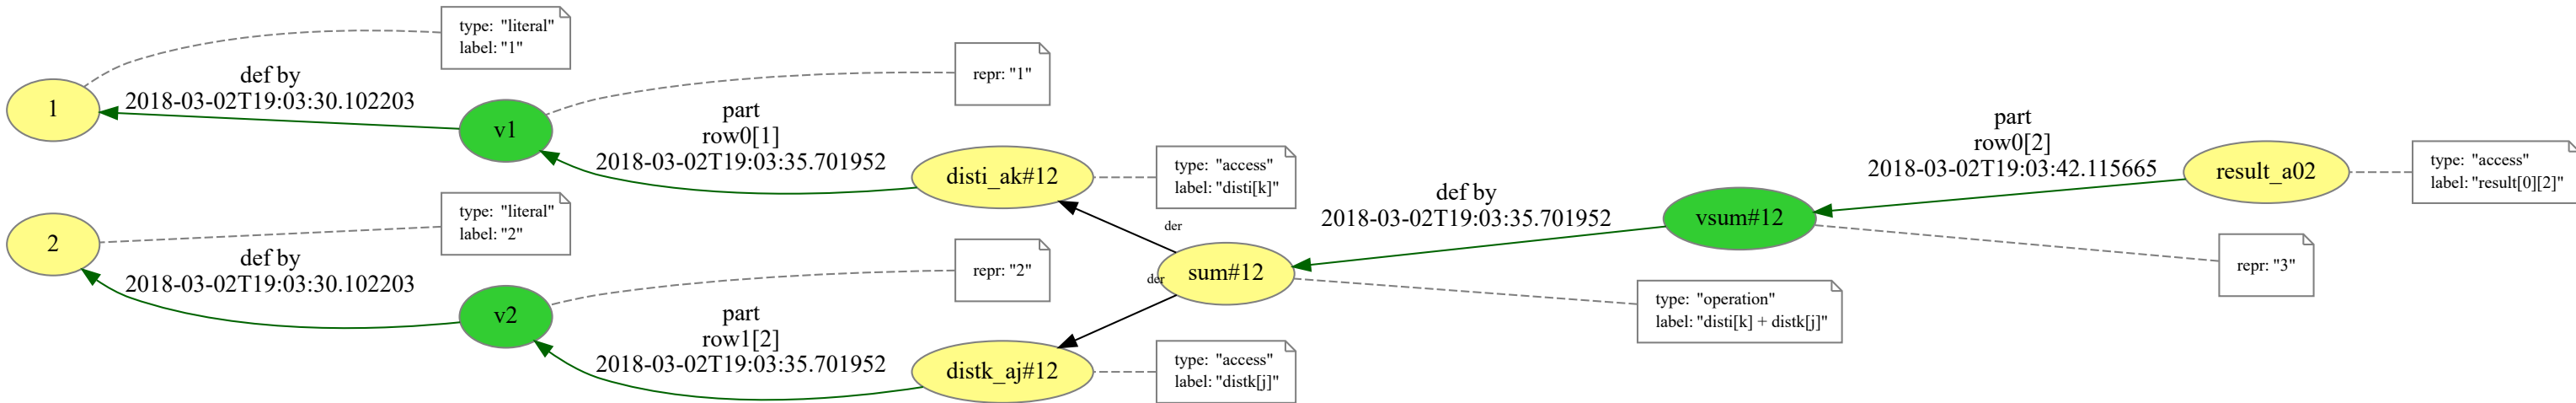 type: "literal"
label: "1"
def by
2018-03-02T19:03:30.102203
1
v1
repr: "1"
part
row0[1]
2018-03-02T19:03:35.701952
disti_ak#12
type: "access"
label: "disti[k]"
type: "literal"
label: "2"
2
def by
2018-03-02T19:03:30.102203
v2
repr: "2"
part
row1[2]
2018-03-02T19:03:35.701952
distk_aj#12
type: "access"
label: "distk[j]"
der
der
sum#12
def by
2018-03-02T19:03:35.701952
type: "operation"
label: "disti[k] + distk[j]"
vsum#12
part
row0[2]
2018-03-02T19:03:42.115665
result_a02
type: "access"
label: "result[0][2]"
repr: "3"